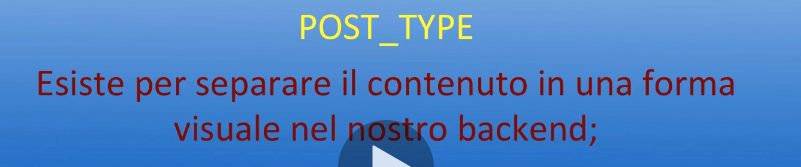 POST_TYPE
Esiste per separare il contenuto in una forma
visuale nel nostro backend;